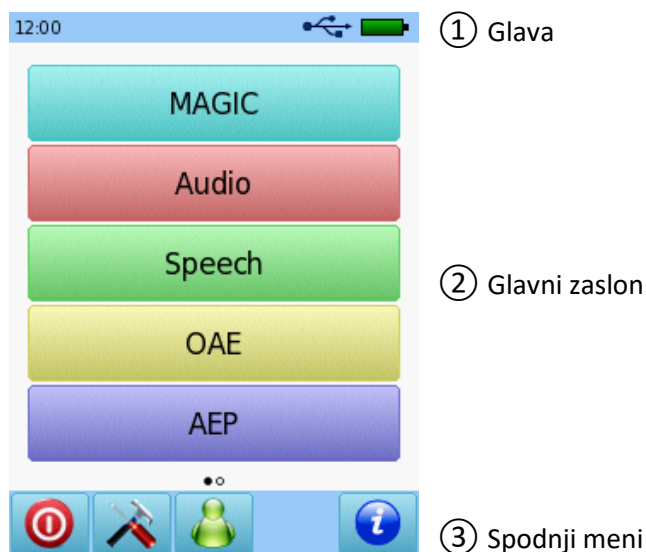 12:00
① Glava
MAGIC
Audio
Speech
② Glavni zaslon
OAE
AEP
③ Spodnji meni